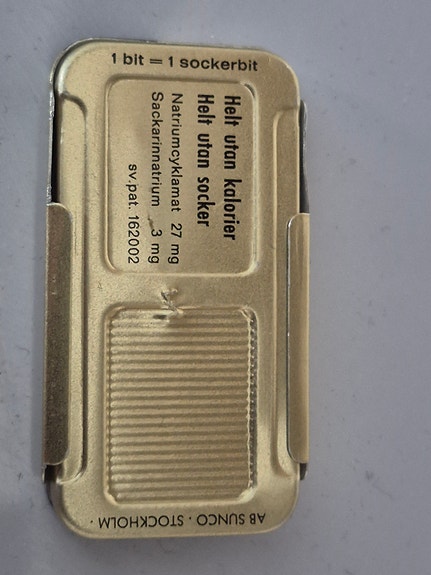 1 bit = 1 sockerbit
Helt utan kalorier
Helt utan socker
Natriumcyklamat 27 mg
Sackarinnatrium 3 mg
sv.pat. 162002
AB SUNCO . STOCKHOLM .